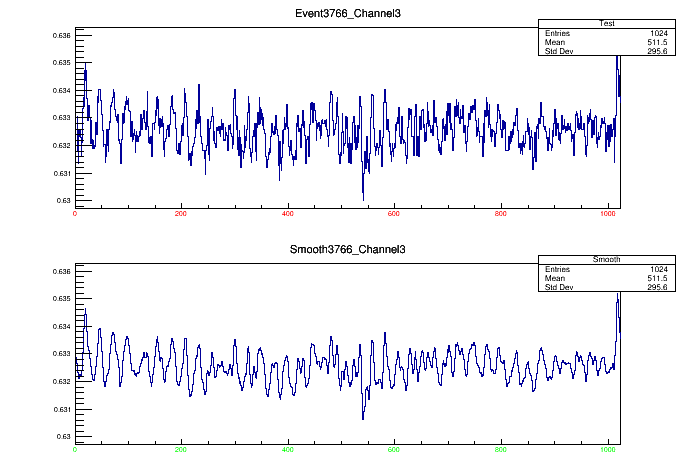 Event3766_Channel3
Test
Entries 1024
Mean 511.5
Std Dev 295.6
0.636
0.635
0.634
0.633
0.632
0.631
0.63
0 200 400 600 800 1000
Smooth3766_Channel3
Smooth
Entries 1024
Mean 511.5
Std Dev 295.6
0.636
0.635
0.634
0.633
0.632
0.631
0.63
0 200 400 600 800 1000